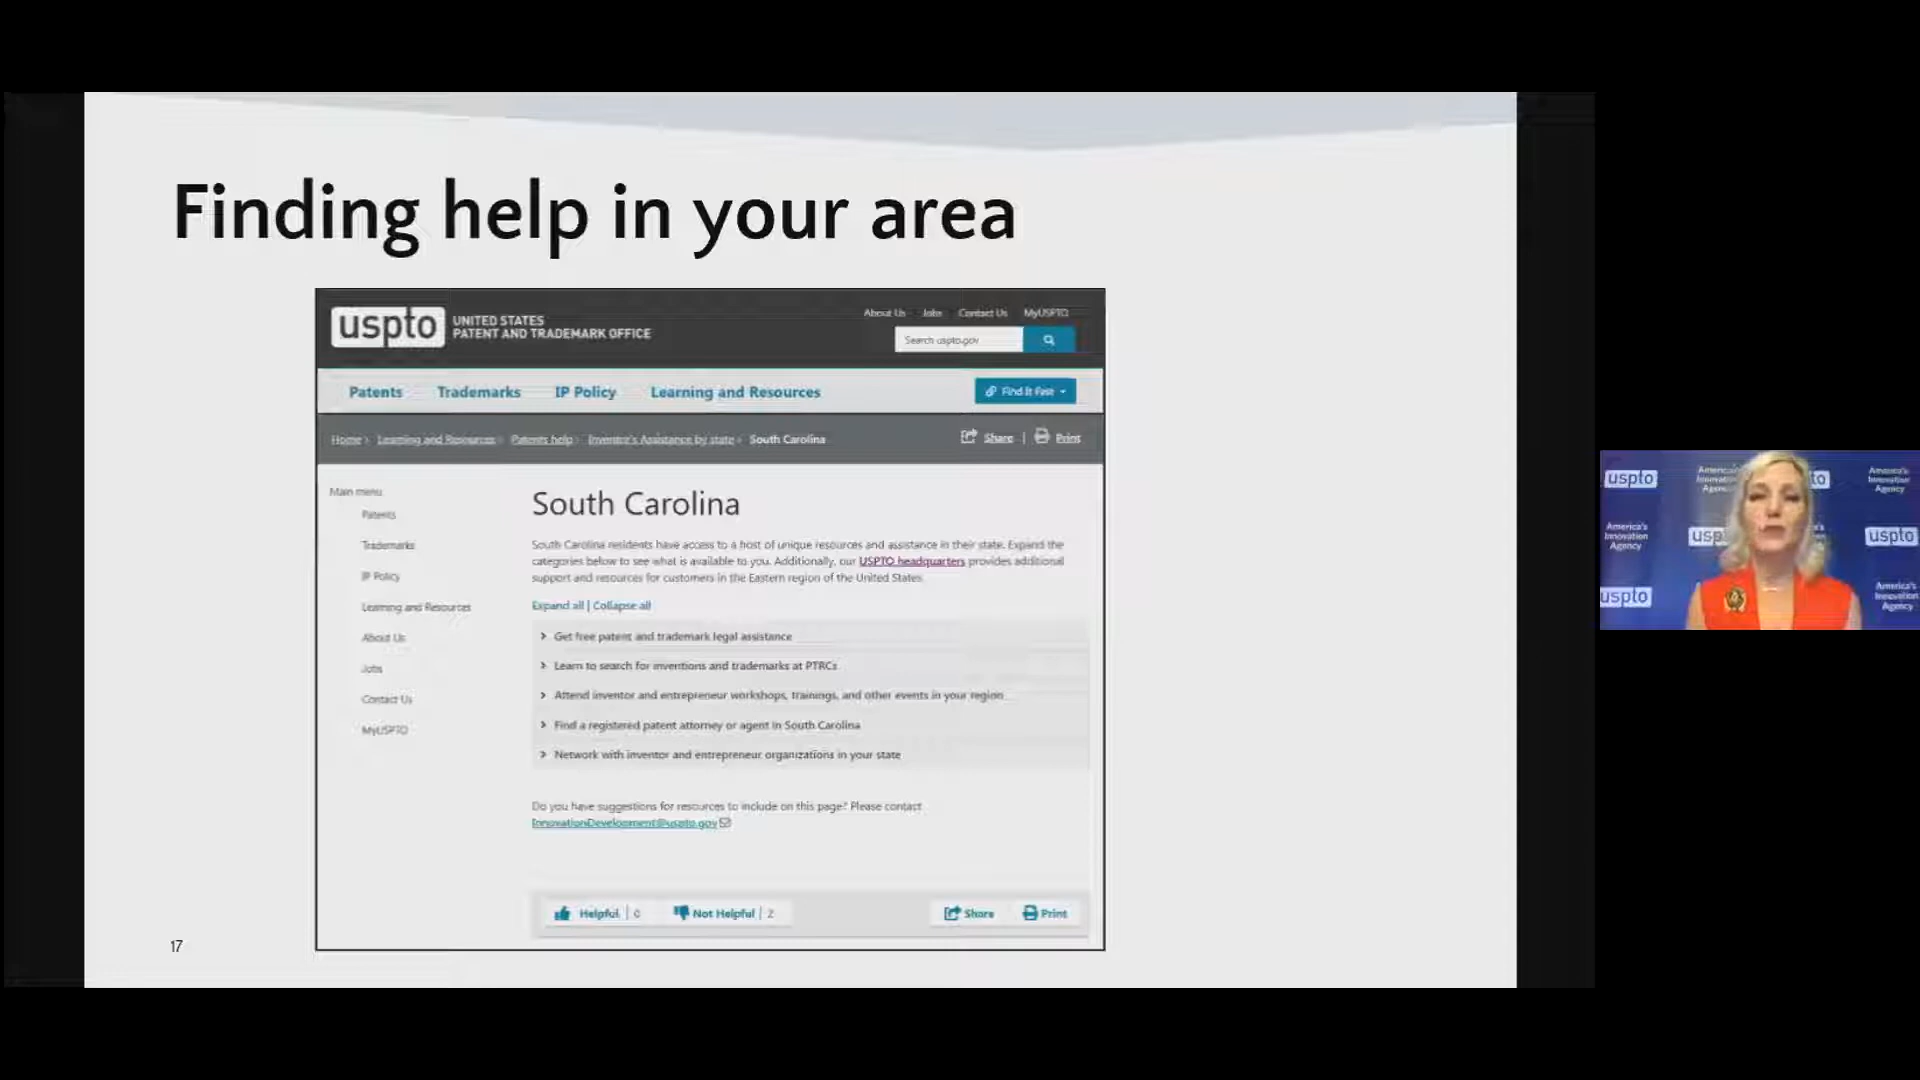 Finding help in your area
uspto UNITED STATES
PATENT AND TRADEMARK OFFICE
About Us Jobs Contact Us MyUSPTO
Search uspto.gov
Patents Trademarks IP Policy Learning and Resources Find It Fast
Home Learning and Resources Patents help Inventor's Assistance by state South Carolina
Share | Print
Main menu
Patents
Trademarks
IP Policy
Learning and Resources
About Us
Jobs
Contact Us
MyUSPTO
South Carolina
South Carolina residents have access to a host of unique resources and assistance in their state. Expand the
categories below to see what is available to you. Additionally, our USPTO headquarters provides additional
support and resources for customers in the Eastern region of the United States.
Expand all | Collapse all
Get free patent and trademark legal assistance
Learn to search for inventions and trademarks at PTRCs
Attend inventor and entrepreneur workshops, trainings, and other events in your region
Find a registered patent attorney or agent in South Carolina
Network with inventor and entrepreneur organizations in your state
Do you have suggestions for resources to include on this page? Please contact
InnovationDevelopment@uspto.gov
Helpful | 0 Not Helpful | 2 Share Print
17
uspto
America's
Innovation
Agency
America's
Innovation
Agency
uspto
uspto
America's
Innovation
Agency